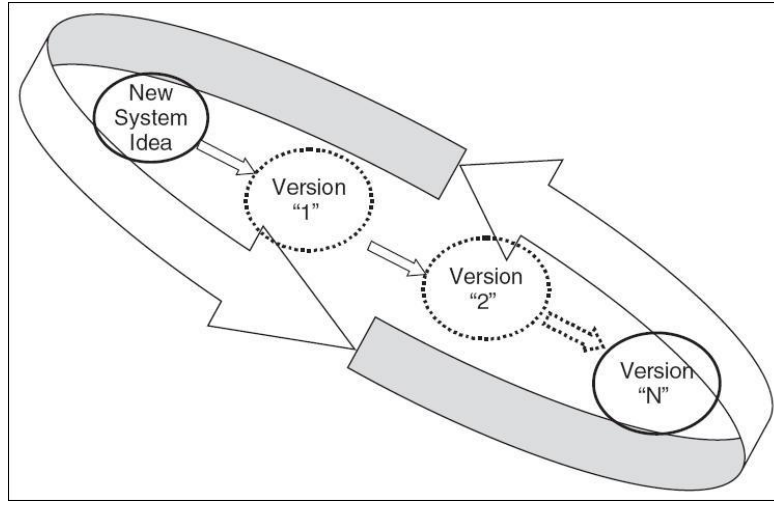 New
System
Idea
Version
“1”
Version
“2”
Version
“N”